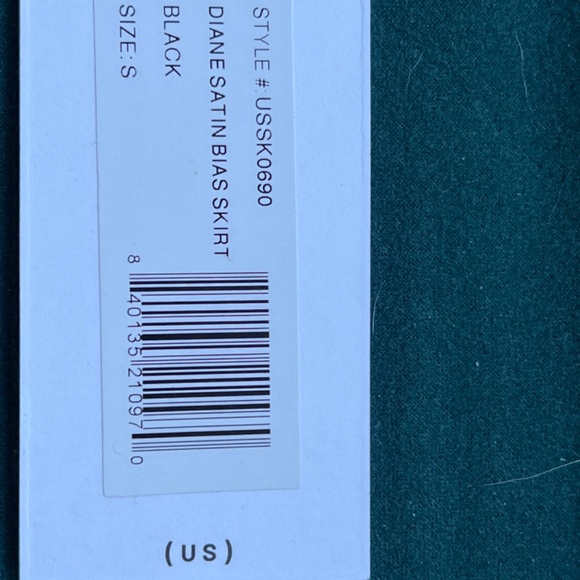 STYLE #: USSK0690
DIANE SATIN BIAS SKIRT
BLACK
SIZE: S
8 40135 21097 0
(US)